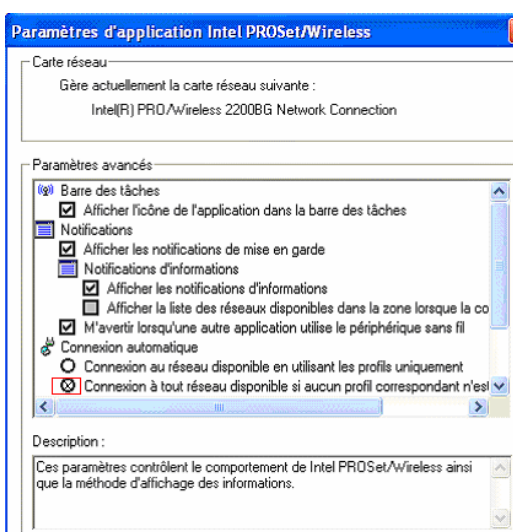 Paramètres d'application Intel PROSet/Wireless
Carte réseau
Gère actuellement la carte réseau suivante :
Intel(R) PRO/Wireless 2200BG Network Connection
Paramètres avancés
Barre des tâches
Afficher l'icône de l'application dans la barre des tâches
Notifications
Afficher les notifications de mise en garde
Notifications d'informations
Afficher les notifications d'informations
Afficher la liste des réseaux disponibles dans la zone lorsque la co
M'avertir lorsqu'une autre application utilise le périphérique sans fil
Connexion automatique
Connexion au réseau disponible en utilisant les profils uniquement
Connexion à tout réseau disponible si aucun profil correspondant n'est
Description :
Ces paramètres contrôlent le comportement de Intel PROSet/Wireless ainsi
que la méthode d'affichage des informations.